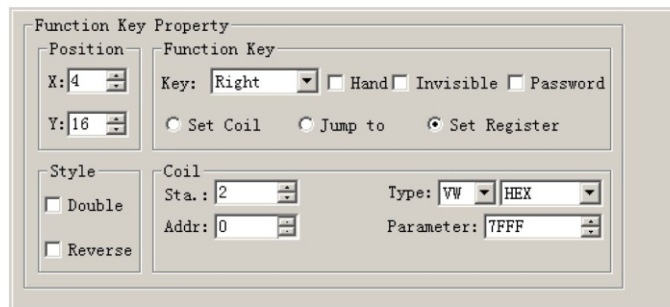 Function Key Property
Position
X: 4
Y: 16
Function Key
Key: Right Hand Invisible Password
Set Coil Jump to Set Register
Style
Double
Reverse
Coil
Sta.: 2 Type: VW HEX
Addr: 0 Parameter: 7FFF